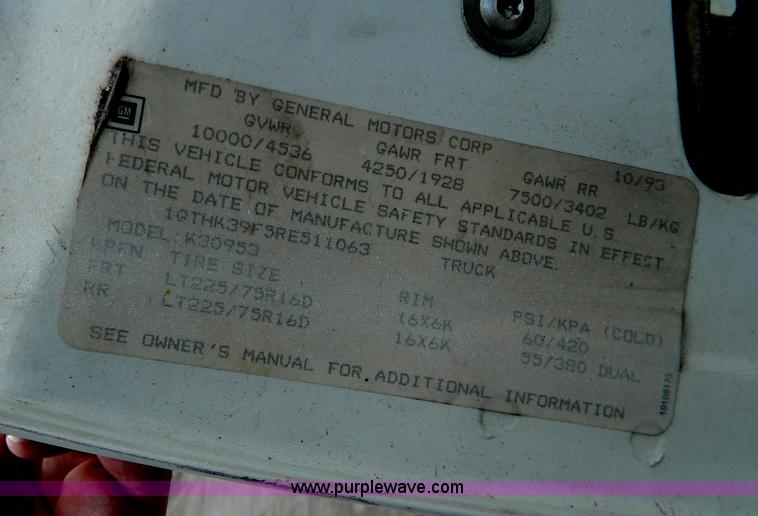 GM
MFD BY GENERAL MOTORS CORP 10/93
GVWR GAWR FRT GAWR RR
10000/4536 4250/1928 7500/3402 LB/KG
THIS VEHICLE CONFORMS TO ALL APPLICABLE U.S.
FEDERAL MOTOR VEHICLE SAFETY STANDARDS IN EFFECT
ON THE DATE OF MANUFACTURE SHOWN ABOVE.
1GTHK39F5RE511063 TRUCK
MODEL:K30953
KPFN TIRE SIZE RIM PSI/KPA (COLD)
FRT LT225/75R16D 16X6K 60/420
RR LT225/75R16D 16X6K 55/380 DUAL
SEE OWNER'S MANUAL FOR ADDITIONAL INFORMATION
10108175
www.purplewave.com